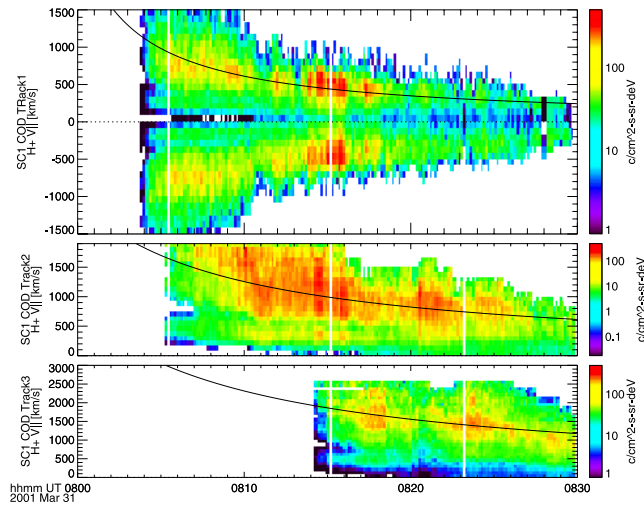 1500
1000
500
0
-500
-1000
-1500
SC1 COD TRack1
H+ V|| [km/s]
100
10
1
c/cm^2-s-sr-deV
1500
1000
500
0
SC1 COD Track2
H+ V|| [km/s]
100
10
1
0.1
c/cm^2-s-sr-deV
3000
2500
2000
1500
1000
500
0
SC1 COD Track3
H+ V|| [km/s]
100
10
1
c/cm^2-s-sr-deV
hhmm UT 0800 0810 0820 0830
2001 Mar 31